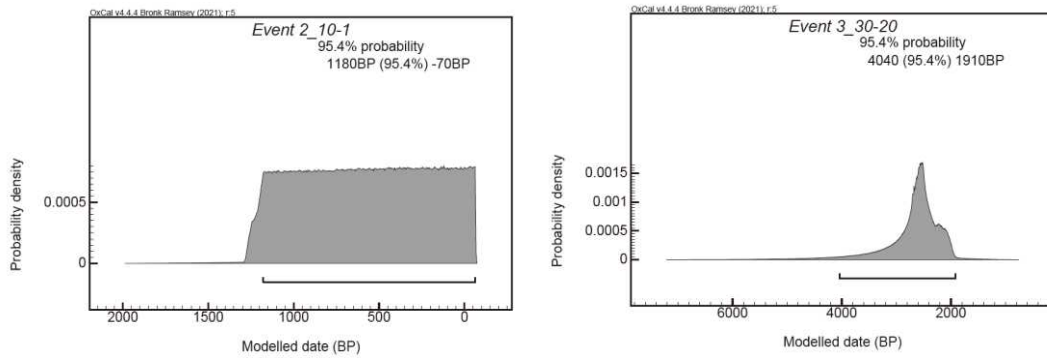 OxCal v4.4.4 Bronk Ramsey (2021); r:5
Event 2_10-1
95.4% probability
1180BP (95.4%) -70BP
Probability density
0.0005
0
2000
1500
1000
500
0
Modelled date (BP)
OxCal v4.4.4 Bronk Ramsey (2021); r:5
Event 3_30-20
95.4% probability
4040 (95.4%) 1910BP
Probability density
0.0015
0.001
0.0005
0
6000
4000
2000
Modelled date (BP)